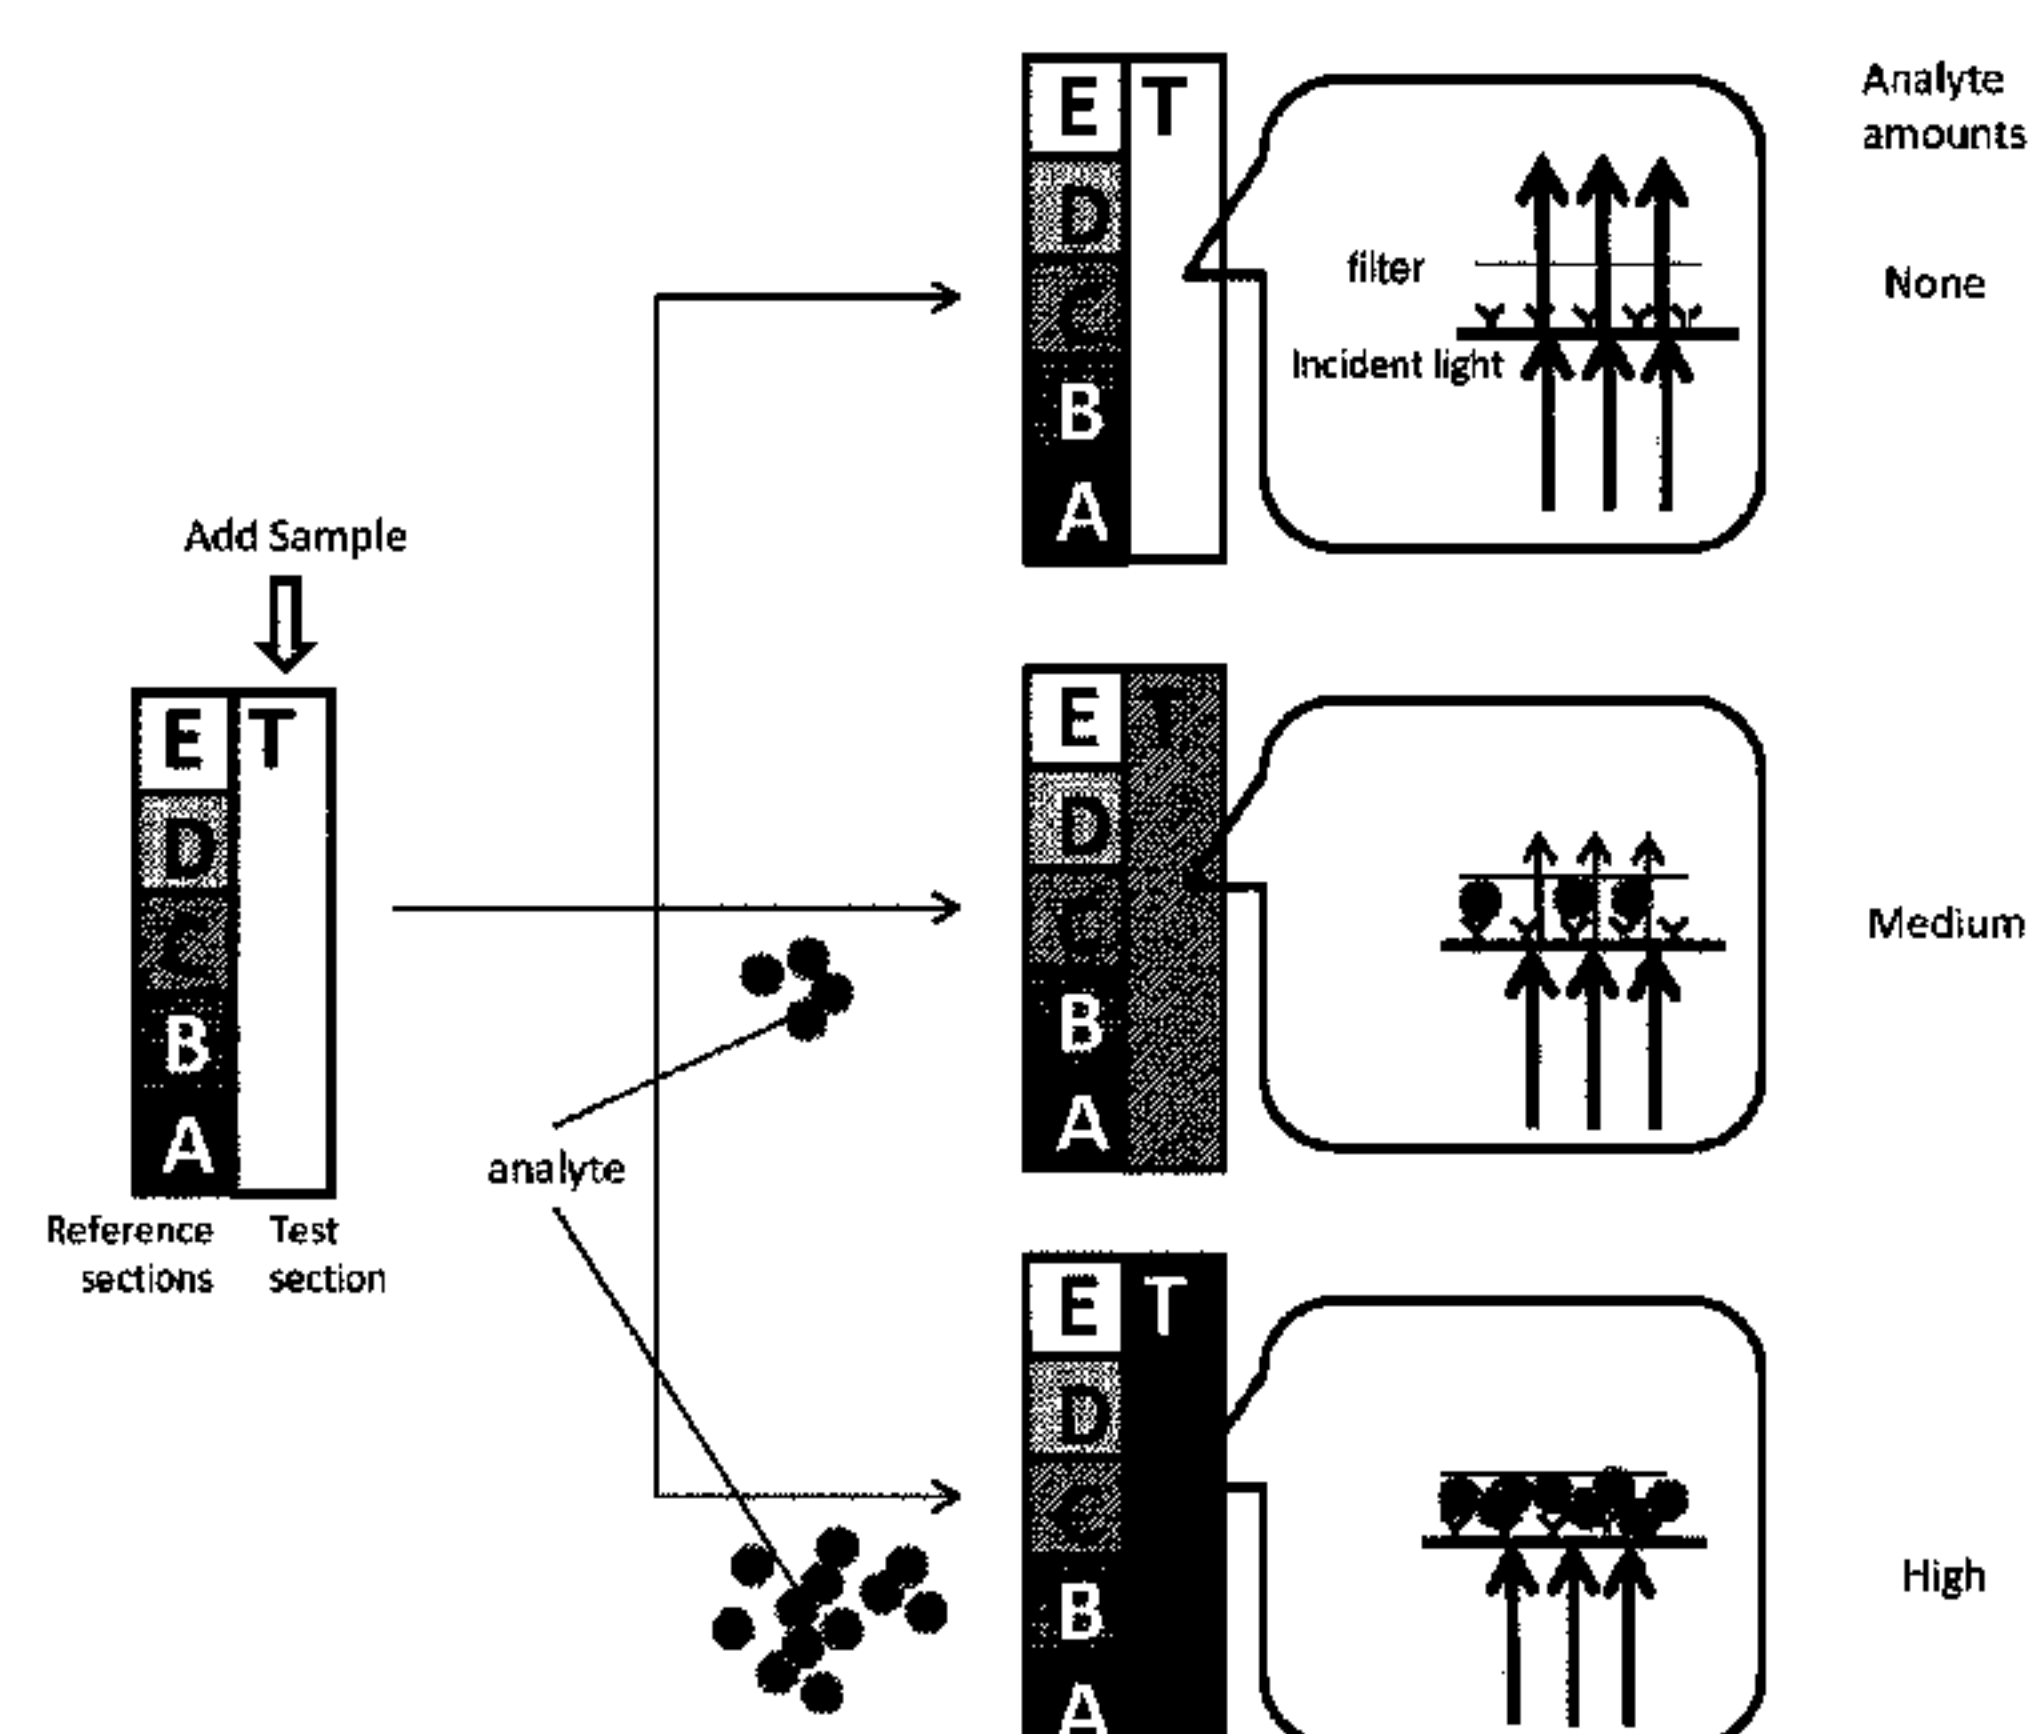 Analyte
amounts
E T
D
C
B
A
filter
Incident light
None
Add Sample
E T
D
C
B
A
Reference
sections
Test
section
analyte
E T
D
C
B
A
Medium
E T
D
C
B
A
High